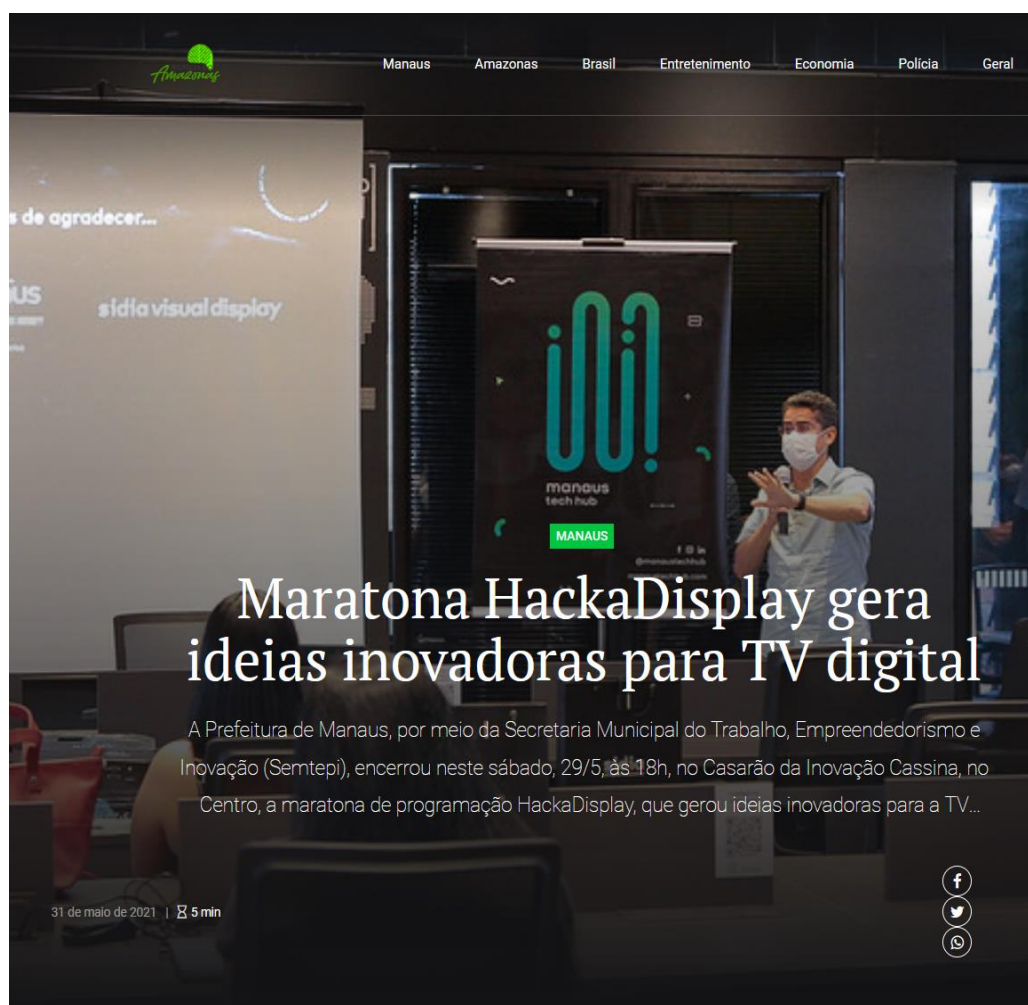 Amazonas
Manaus Amazonas Brasil Entretenimento Economia Polícia Geral
s de agradecer...
us
sidia visual display
manaus
tech hub
MANAUS
@manaustechhub
Maratona HackaDisplay gera
ideias inovadoras para TV digital
A Prefeitura de Manaus, por meio da Secretaria Municipal do Trabalho, Empreendedorismo e
Inovação (Semtepi), encerrou neste sábado, 29/5, às 18h, no Casarão da Inovação Cassina, no
Centro, a maratona de programação HackaDisplay, que gerou ideias inovadoras para a TV...
31 de maio de 2021 | 5 min